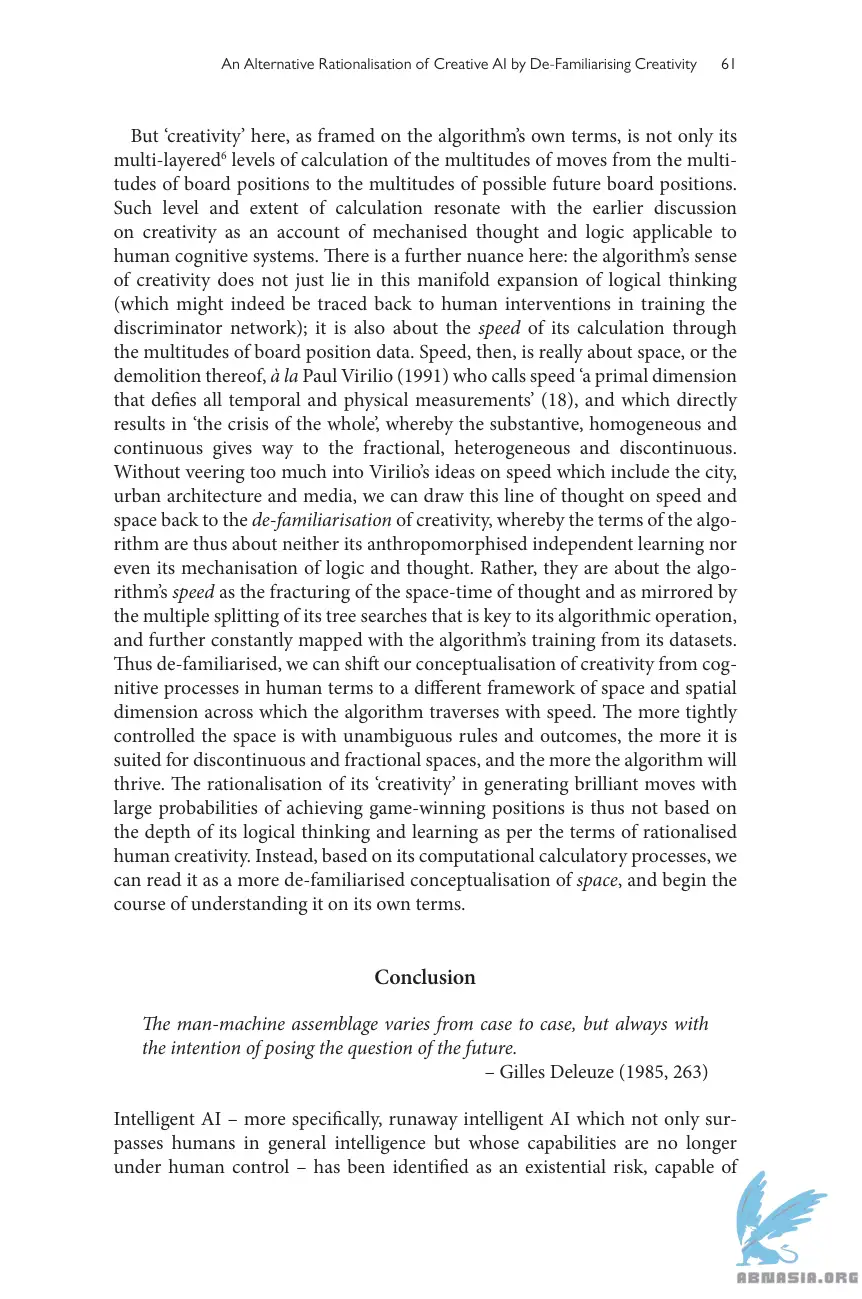 An Alternative Rationalisation of Creative AI by De-Familiarising Creativity 61
But ‘creativity’ here, as framed on the algorithm’s own terms, is not only its
multi-layered⁶ levels of calculation of the multitudes of moves from the multi-
tudes of board positions to the multitudes of possible future board positions.
Such level and extent of calculation resonate with the earlier discussion
on creativity as an account of mechanised thought and logic applicable to
human cognitive systems. There is a further nuance here: the algorithm’s sense
of creativity does not just lie in this manifold expansion of logical thinking
(which might indeed be traced back to human interventions in training the
discriminator network); it is also about the speed of its calculation through
the multitudes of board position data. Speed, then, is really about space, or the
demolition thereof, à la Paul Virilio (1991) who calls speed ‘a primal dimension
that defies all temporal and physical measurements’ (18), and which directly
results in ‘the crisis of the whole’, whereby the substantive, homogeneous and
continuous gives way to the fractional, heterogeneous and discontinuous.
Without veering too much into Virilio’s ideas on speed which include the city,
urban architecture and media, we can draw this line of thought on speed and
space back to the de-familiarisation of creativity, whereby the terms of the algo-
rithm are thus about neither its anthropomorphised independent learning nor
even its mechanisation of logic and thought. Rather, they are about the algo-
rithm’s speed as the fracturing of the space-time of thought and as mirrored by
the multiple splitting of its tree searches that is key to its algorithmic operation,
and further constantly mapped with the algorithm’s training from its datasets.
Thus de-familiarised, we can shift our conceptualisation of creativity from cog-
nitive processes in human terms to a different framework of space and spatial
dimension across which the algorithm traverses with speed. The more tightly
controlled the space is with unambiguous rules and outcomes, the more it is
suited for discontinuous and fractional spaces, and the more the algorithm will
thrive. The rationalisation of its ‘creativity’ in generating brilliant moves with
large probabilities of achieving game-winning positions is thus not based on
the depth of its logical thinking and learning as per the terms of rationalised
human creativity. Instead, based on its computational calculatory processes, we
can read it as a more de-familiarised conceptualisation of space, and begin the
course of understanding it on its own terms.
Conclusion
The man-machine assemblage varies from case to case, but always with
the intention of posing the question of the future.
– Gilles Deleuze (1985, 263)
Intelligent AI – more specifically, runaway intelligent AI which not only sur-
passes humans in general intelligence but whose capabilities are no longer
under human control – has been identified as an existential risk, capable of
ABNASIA.ORG